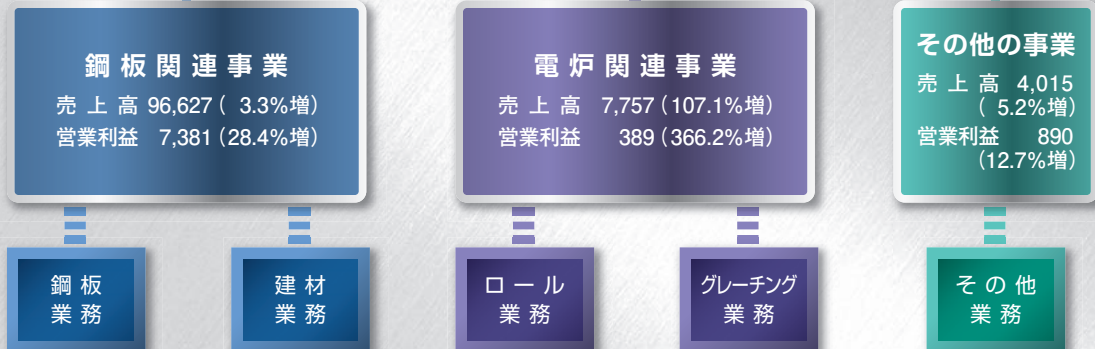 鋼板関連事業
売上高 96,627( 3.3%増)
営業利益 7,381(28.4%増)
電炉関連事業
売上高 7,757(107.1%増)
営業利益 389(366.2%増)
その他の事業
売上高 4,015
( 5.2%増)
営業利益 890
(12.7%増)
鋼板
業務
建材
業務
ロール
業務
グレーチング
業務
その他
業務